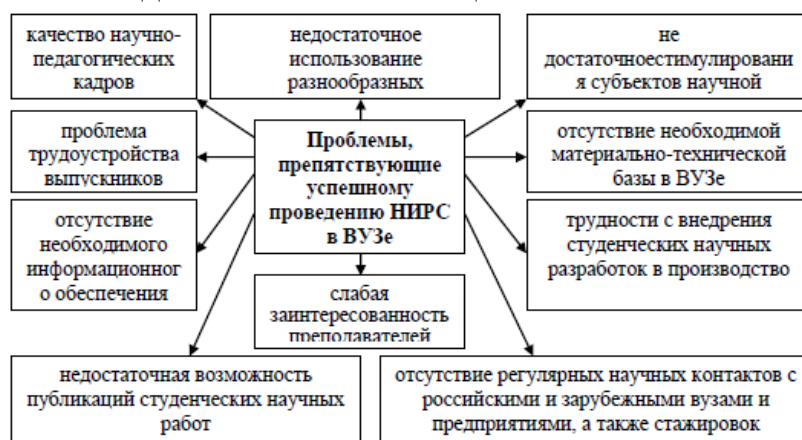 качество научно-
педагогических
кадров
недостаточное
использование
разнообразных
не
достаточноестимулировани
я субъектов научной
проблема
трудоустройства
выпускников
Проблемы,
препятствующие
успешному
проведению НИРС
в ВУЗе
отсутствие необходимой
материально-технической
базы в ВУЗе
отсутствие
необходимого
информационног
о обеспечения
трудности с внедрения
студенческих научных
разработок в производство
слабая
заинтересованность
преподавателей
недостаточная возможность
публикаций студенческих научных
работ
отсутствие регулярных научных контактов с
российскими и зарубежными вузами и
предприятиями, а также стажировок